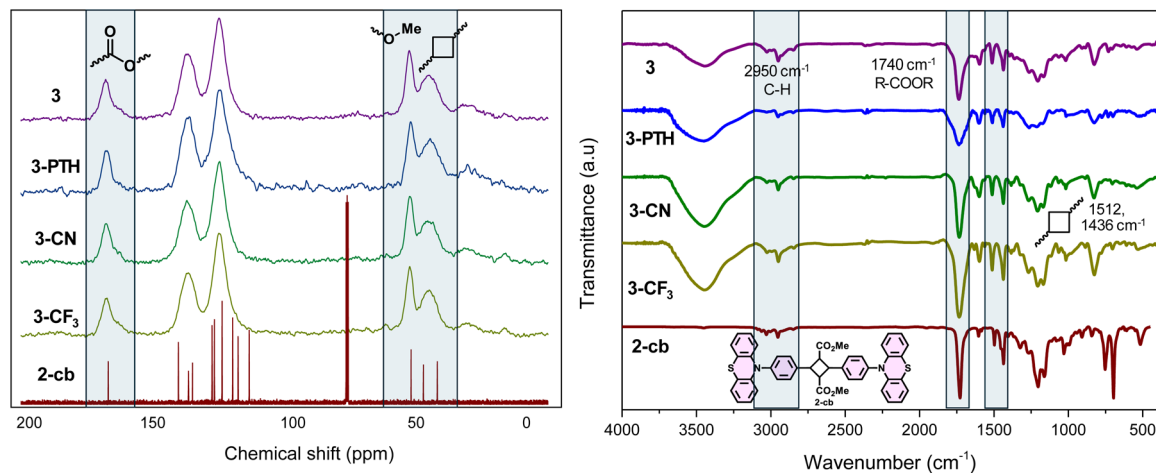 O
O
O
Me
3
3-PTH
3-CN
3-CF₃
2-cb
200
150
100
50
0
Chemical shift (ppm)
Transmittance (a.u)
3
3-PTH
3-CN
3-CF₃
2-cb
2950 cm⁻¹
C-H
1740 cm⁻¹
R-COOR
1512,
1436 cm⁻¹
CO₂Me
S
N
N
S
CO₂Me
2-cb
4000
3500
3000
2500
2000
1500
1000
500
Wavenumber (cm⁻¹)